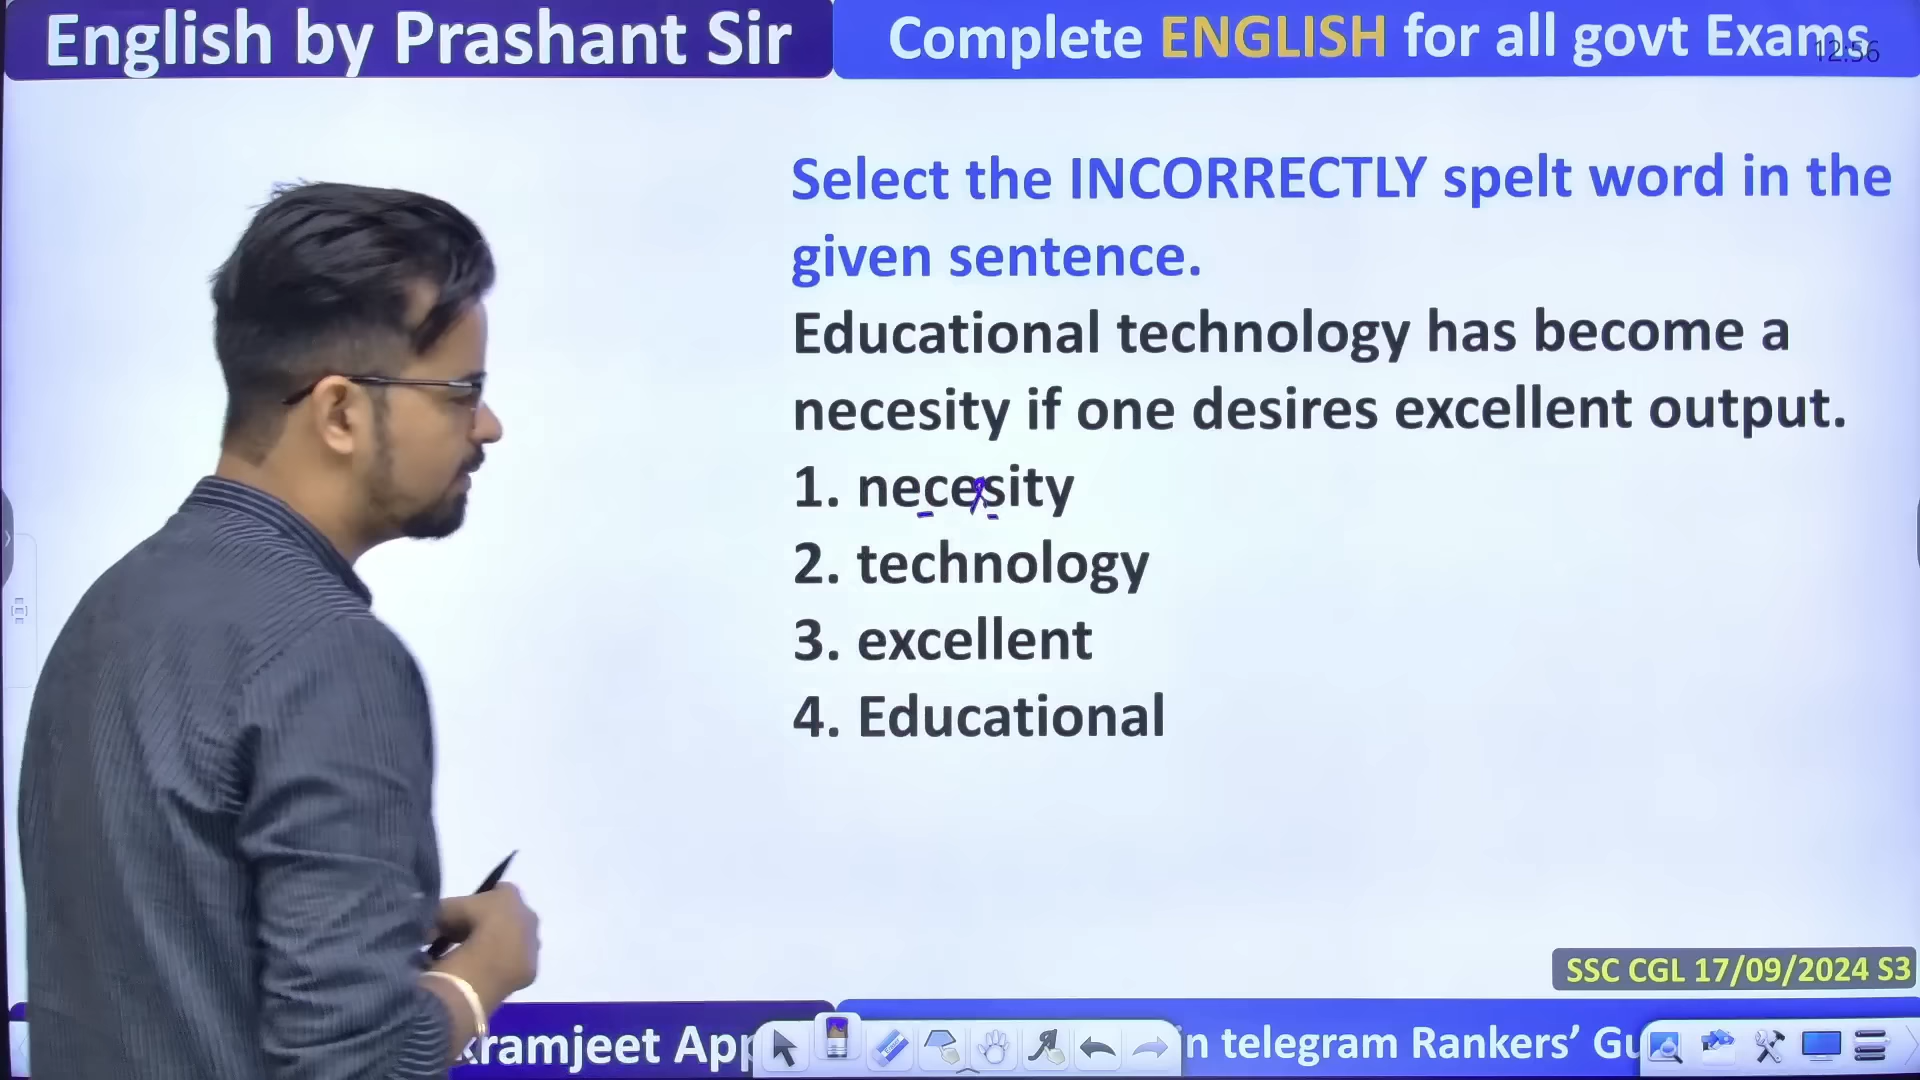 English by Prashant Sir
Complete ENGLISH for all govt Exams
12:56
Select the INCORRECTLY spelt word in the
given sentence.
Educational technology has become a
necesity if one desires excellent output.
1. necesity
2. technology
3. excellent
4. Educational
SSC CGL 17/09/2024 S3
kramjeet App
in telegram Rankers’ Gu